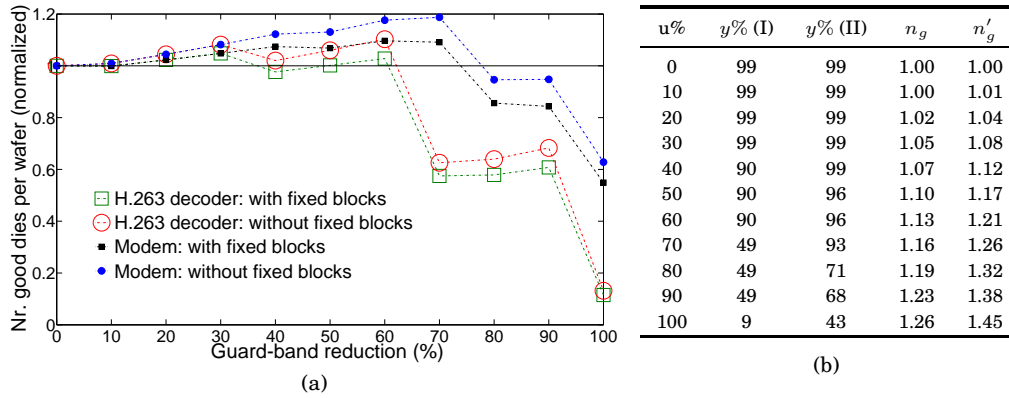 Nr. good dies per wafer (normalized)
1.2
1.0
0.8
0.6
0.4
0.2
0
H.263 decoder: with fixed blocks
H.263 decoder: without fixed blocks
Modem: with fixed blocks
Modem: without fixed blocks
0 10 20 30 40 50 60 70 80 90 100
Guard-band reduction (%)
(a)
u% y% (I) y% (II) n_g n′_g
0 99 99 1.00 1.00
10 99 99 1.00 1.01
20 99 99 1.02 1.04
30 99 99 1.05 1.08
40 90 99 1.07 1.12
50 90 96 1.10 1.17
60 90 96 1.13 1.21
70 49 93 1.16 1.26
80 49 71 1.19 1.32
90 49 68 1.23 1.38
100 9 43 1.26 1.45
(b)